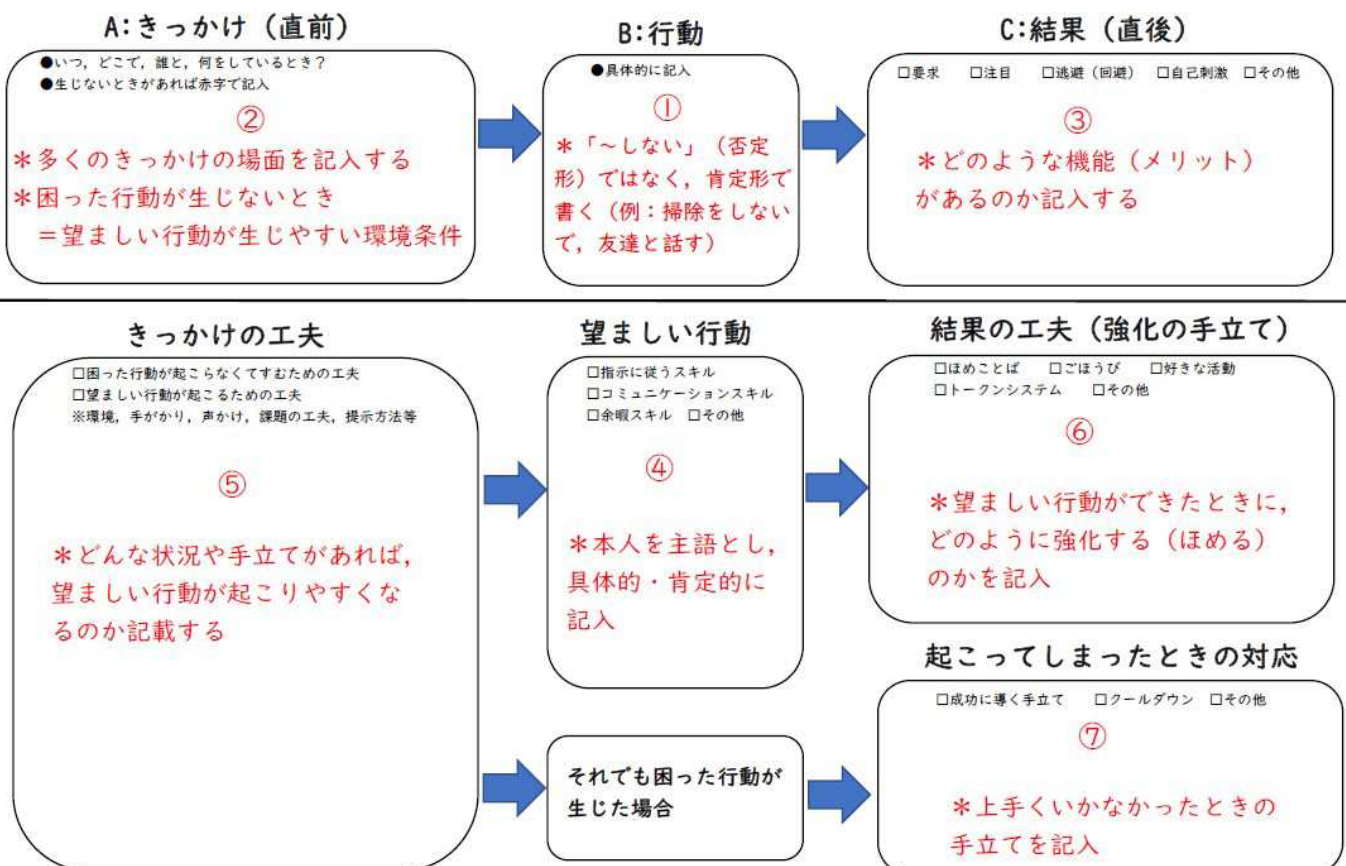 A:きっかけ（直前）
●いつ，どこで，誰と，何をしているとき？
●生じないときがあれば赤字で記入
②
＊多くのきっかけの場面を記入する
＊困った行動が生じないとき
＝望ましい行動が生じやすい環境条件
B:行動
●具体的に記入
①
＊「～しない」（否定
形）ではなく，肯定形で
書く（例：掃除をしない
で，友達と話す）
C:結果（直後）
□要求 □注目 □逃避（回避） □自己刺激 □その他
③
＊どのような機能（メリット）
があるのか記入する
きっかけの工夫
□困った行動が起こらなくてすむための工夫
□望ましい行動が起こるための工夫
※環境，手がかり，声かけ，課題の工夫，提示方法等
⑤
＊どんな状況や手立てがあれば，
望ましい行動が起こりやすくな
るのか記載する
望ましい行動
□指示に従うスキル
□コミュニケーションスキル
□余暇スキル □その他
④
＊本人を主語とし，
具体的・肯定的に
記入
結果の工夫（強化の手立て）
□ほめことば □ごほうび □好きな活動
□トークンシステム □その他
⑥
＊望ましい行動ができたときに，
どのように強化する（ほめる）
のかを記入
それでも困った行動が
生じた場合
起こってしまったときの対応
□成功に導く手立て □クールダウン □その他
⑦
＊上手くいかなかったときの
手立てを記入